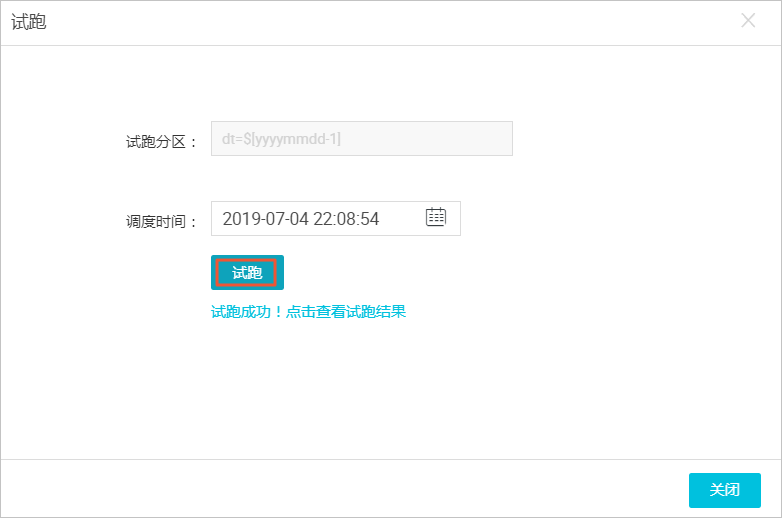 试跑
试跑分区：
dt=$[yyyymmdd-1]
调度时间：
2019-07-04 22:08:54
试跑
试跑成功！点击查看试跑结果
关闭